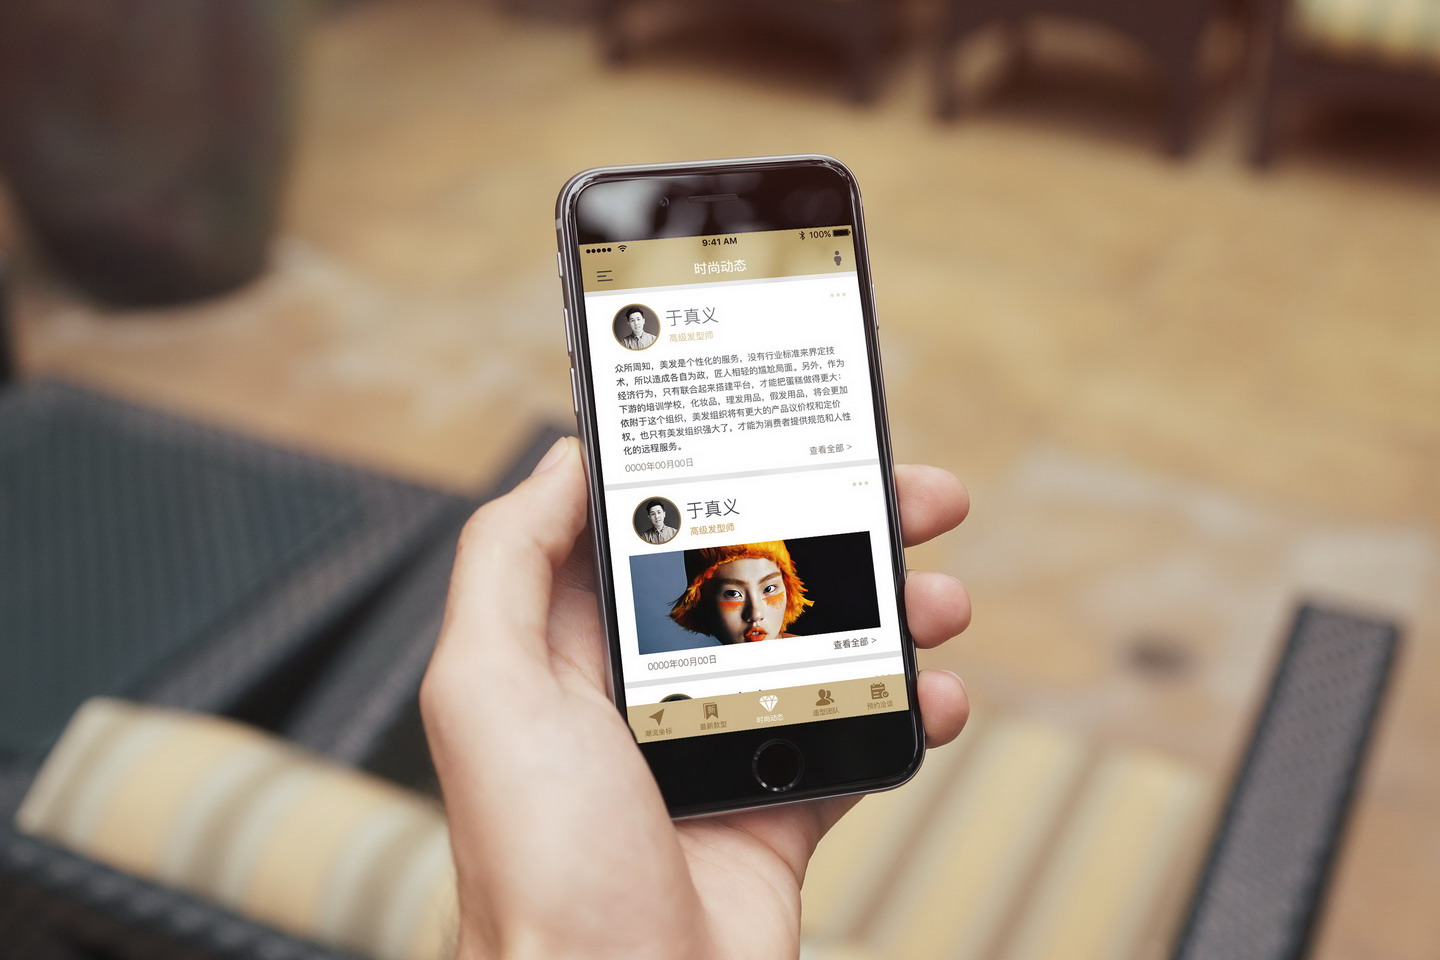 9:41 AM
100%
时尚动态
于真义
高级发型师
众所周知，美发是个性化的服务，没有行业标准来界定技
术，所以造成各自为政，匠人相轻的尴尬局面。另外，作为
经济行为，只有联合起来搭建平台，才能把蛋糕做得更大；
下游的培训学校，化妆品，理发用品，假发用品，将会更加
依附于这个组织，美发组织将有更大的产品议价权和定价
权。也只有美发组织强大了，才能为消费者提供规范和人性
化的远程服务。
0000年00月00日
查看全部 >
于真义
高级发型师
0000年00月00日
查看全部 >
潮流坐标
最新款型
时尚动态
造型团队
预约洽谈